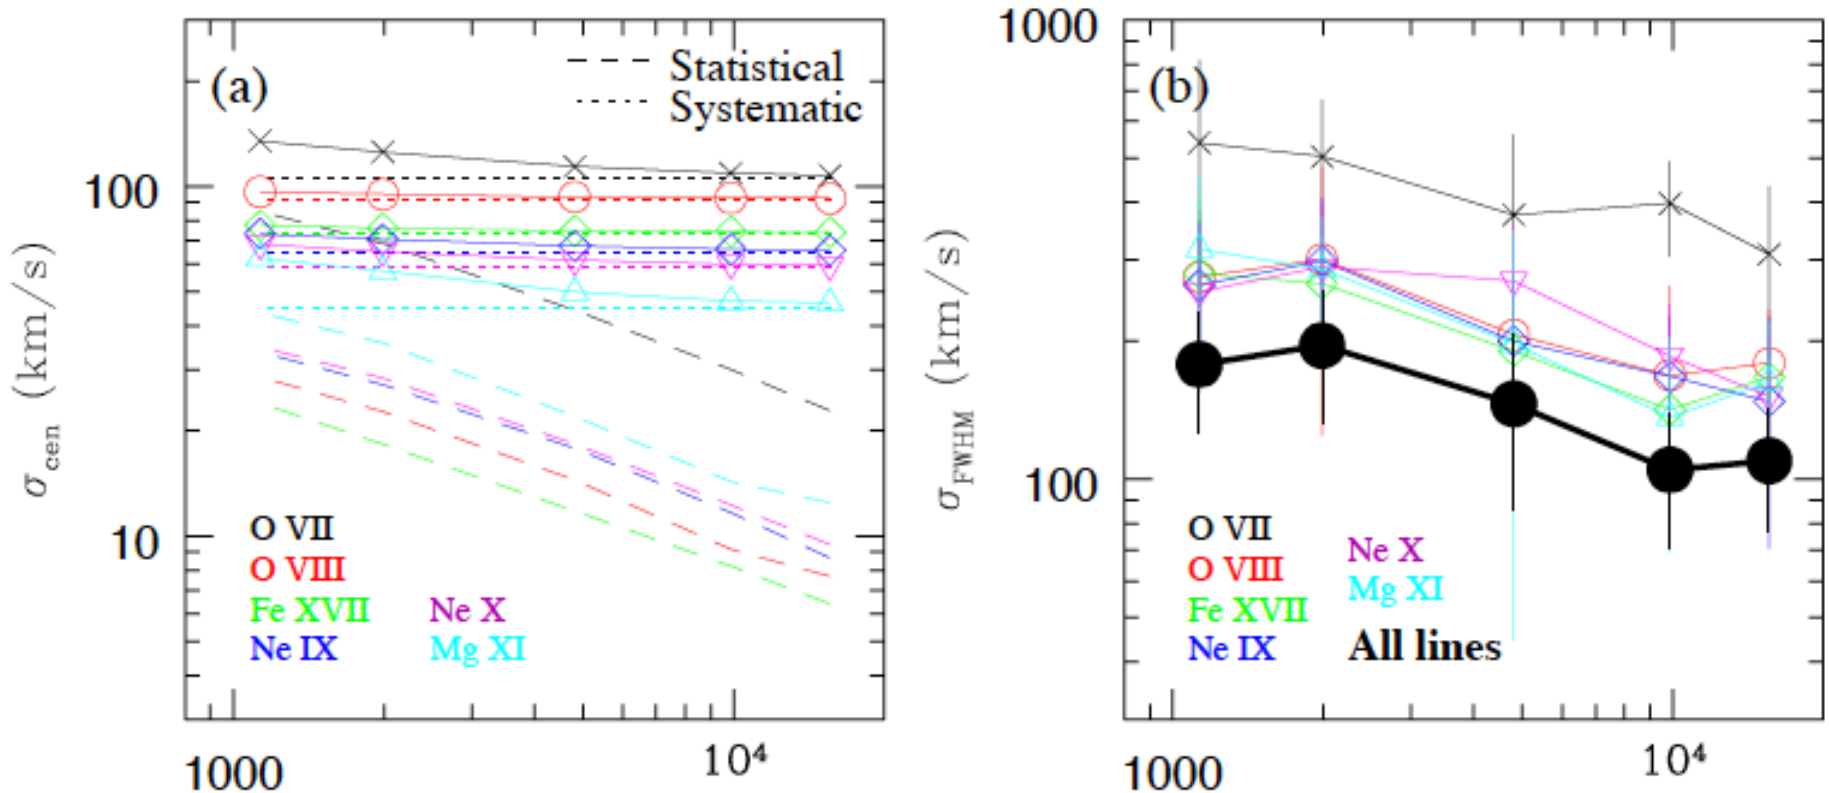 (a)
Statistical
Systematic
100
10
σcen (km/s)
O VII
O VIII
Fe XVII Ne X
Ne IX Mg XI
1000 10⁴
1000
(b)
100
σFWHM (km/s)
O VII
Ne X
O VIII
Mg XI
Fe XVII
Ne IX
All lines
1000 10⁴